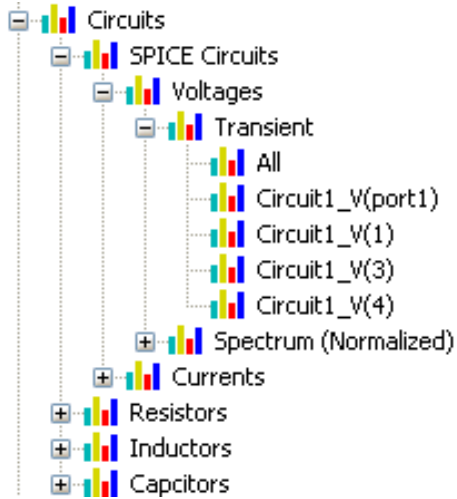 Circuits
SPICE Circuits
Voltages
Transient
All
Circuit1_V(port1)
Circuit1_V(1)
Circuit1_V(3)
Circuit1_V(4)
Spectrum (Normalized)
Currents
Resistors
Inductors
Capcitors